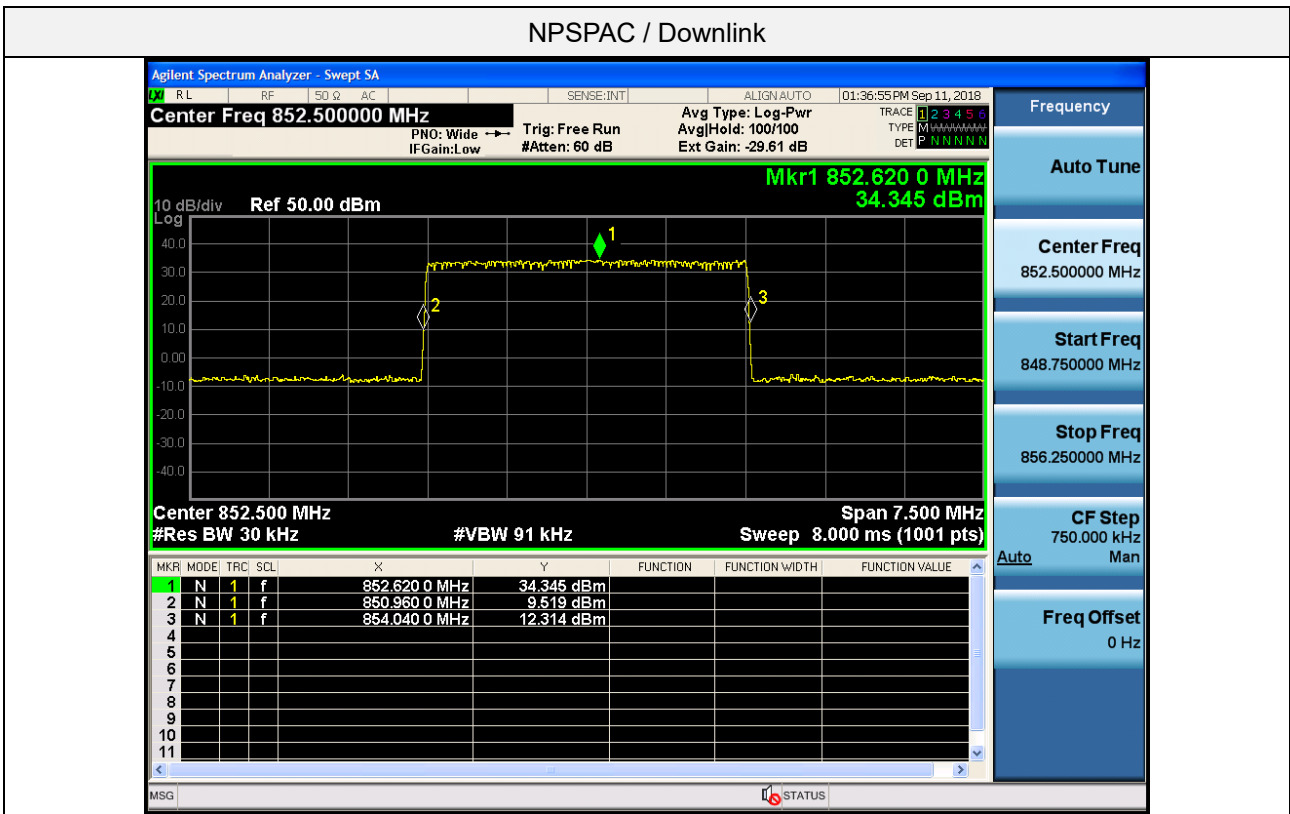 NPSPAC / Downlink
Agilent Spectrum Analyzer - Swept SA
LXI RL RF 50 Ω AC SENSE:INT ALIGN AUTO 01:36:55 PM Sep 11, 2018
Center Freq 852.500000 MHz Avg Type: Log-Pwr TRACE 1 2 3 4 5 6
PNO: Wide Trig: Free Run Avg|Hold: 100/100 TYPE M WWWWW
IFGain:Low #Atten: 60 dB Ext Gain: -29.61 dB DET P N N N N N
Mkr1 852.620 0 MHz
34.345 dBm
10 dB/div Ref 50.00 dBm
Log
40.0
30.0
20.0
10.0
0.00
-10.0
-20.0
-30.0
-40.0
1
2
3
Center 852.500 MHz Span 7.500 MHz
#Res BW 30 kHz #VBW 91 kHz Sweep 8.000 ms (1001 pts)
MKR MODE TRC SCL X Y FUNCTION FUNCTION WIDTH FUNCTION VALUE
1 N 1 f 852.620 0 MHz 34.345 dBm
2 N 1 f 850.960 0 MHz 9.519 dBm
3 N 1 f 854.040 0 MHz 12.314 dBm
4
5
6
7
8
9
10
11
MSG STATUS
Frequency
Auto Tune
Center Freq
852.500000 MHz
Start Freq
848.750000 MHz
Stop Freq
856.250000 MHz
CF Step
750.000 kHz
Auto Man
Freq Offset
0 Hz